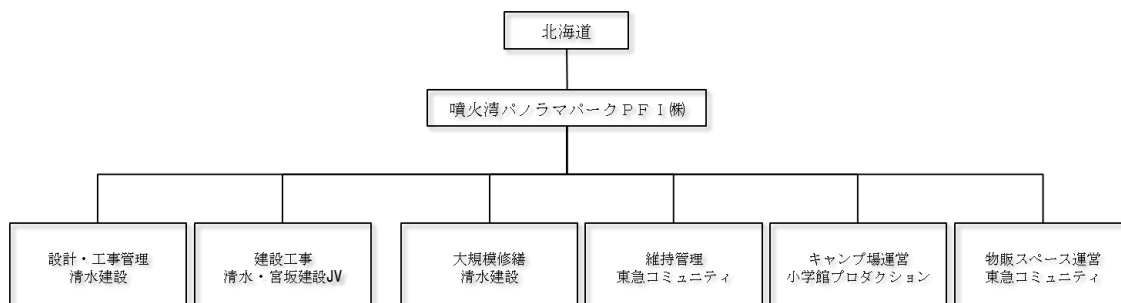 北海道
噴火湾パノラマパークＰＦＩ㈱
設計・工事管理
清水建設
建設工事
清水・宮坂建設JV
大規模修繕
清水建設
維持管理
東急コミュニティ
キャンプ場運営
小学館プロダクション
物販スペース運営
東急コミュニティ